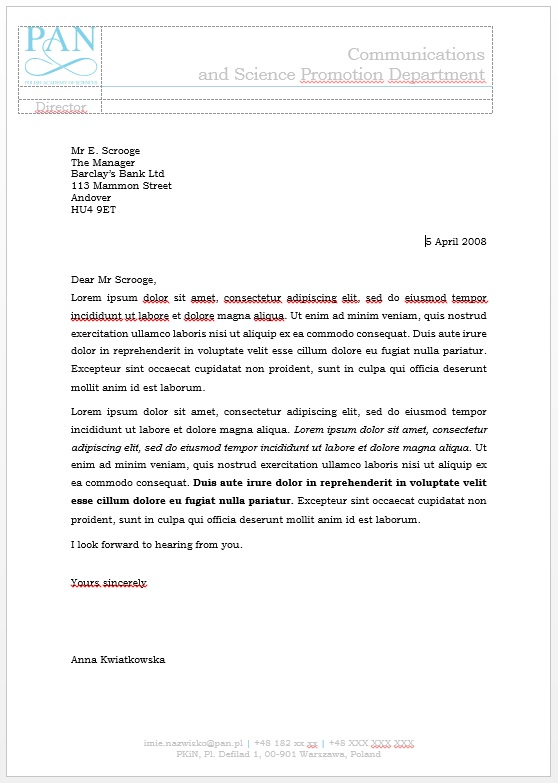 PAN
POLISH ACADEMY OF SCIENCES
Communications
and Science Promotion Department
Director
Mr E. Scrooge
The Manager
Barclay's Bank Ltd
113 Mammon Street
Andover
HU4 9ET
5 April 2008
Dear Mr Scrooge,
Lorem ipsum dolor sit amet, consectetur adipiscing elit, sed do eiusmod tempor
incididunt ut labore et dolore magna aliqua. Ut enim ad minim veniam, quis nostrud
exercitation ullamco laboris nisi ut aliquip ex ea commodo consequat. Duis aute irure
dolor in reprehenderit in voluptate velit esse cillum dolore eu fugiat nulla pariatur.
Excepteur sint occaecat cupidatat non proident, sunt in culpa qui officia deserunt
mollit anim id est laborum.
Lorem ipsum dolor sit amet, consectetur adipiscing elit, sed do eiusmod tempor
incididunt ut labore et dolore magna aliqua. Lorem ipsum dolor sit amet, consectetur
adipiscing elit, sed do eiusmod tempor incididunt ut labore et dolore magna aliqua. Ut
enim ad minim veniam, quis nostrud exercitation ullamco laboris nisi ut aliquip ex
ea commodo consequat. Duis aute irure dolor in reprehenderit in voluptate velit
esse cillum dolore eu fugiat nulla pariatur. Excepteur sint occaecat cupidatat non
proident, sunt in culpa qui officia deserunt mollit anim id est laborum.
I look forward to hearing from you.
Yours sincerely
Anna Kwiatkowska
imie.nazwisko@pan.pl | +48 182 xx xx | +48 XXX XXX XXX
PKiN, Pl. Defilad 1, 00-901 Warsaw, Poland